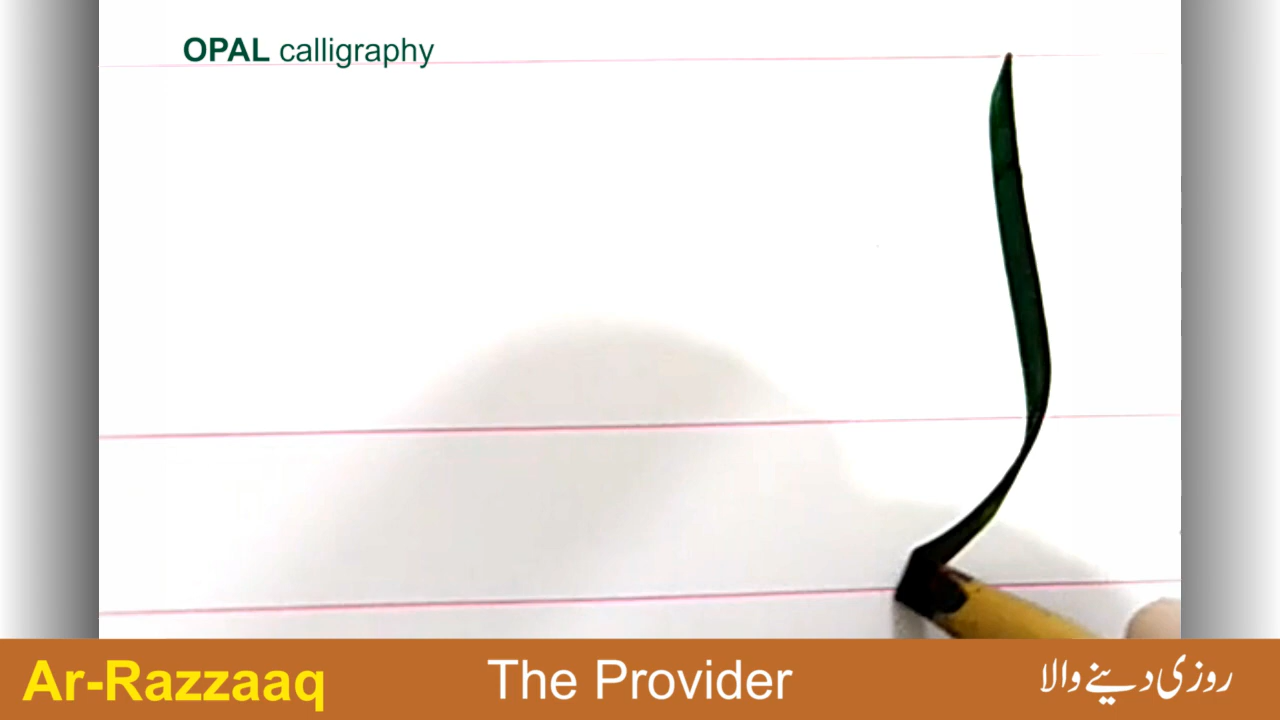 OPAL calligraphy
Ar-Razzaaq
The Provider
روزی دینے والا